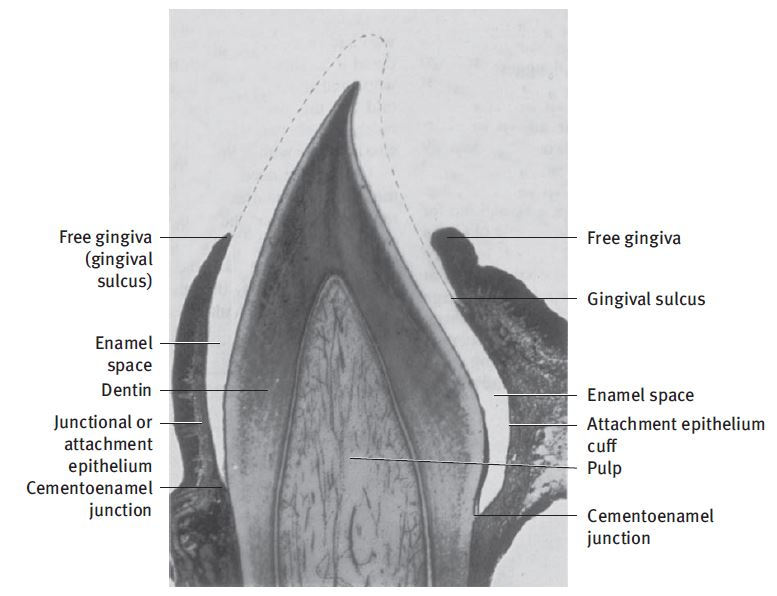 Free gingiva
(gingival
sulcus)
Enamel
space
Dentin
Junctional or
attachment
epithelium
Cementoenamel
junction
Free gingiva
Gingival sulcus
Enamel space
Attachment epithelium
cuff
Pulp
Cementoenamel
junction